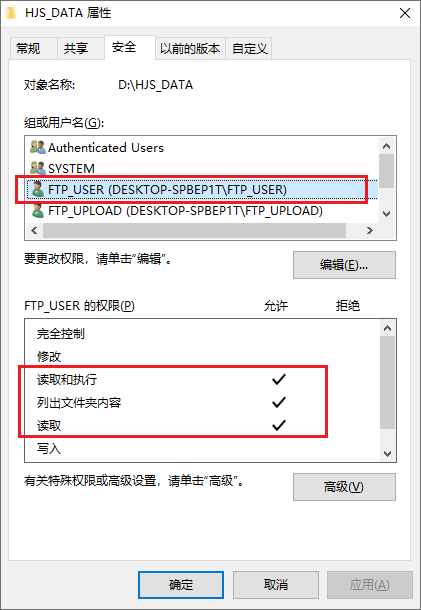 HJS_DATA 属性
常规 共享 安全 以前的版本 自定义
对象名称: D:\HJS_DATA
组或用户名(G):
Authenticated Users
SYSTEM
FTP_USER (DESKTOP-SPBEP1T\FTP_USER)
FTP_UPLOAD (DESKTOP-SPBEP1T\FTP_UPLOAD)
要更改权限，请单击“编辑”。 编辑(E)...
FTP_USER 的权限(P) 允许 拒绝
完全控制
修改
读取和执行
列出文件夹内容
读取
写入
有关特殊权限或高级设置，请单击“高级”。 高级(V)
确定 取消 应用(A)